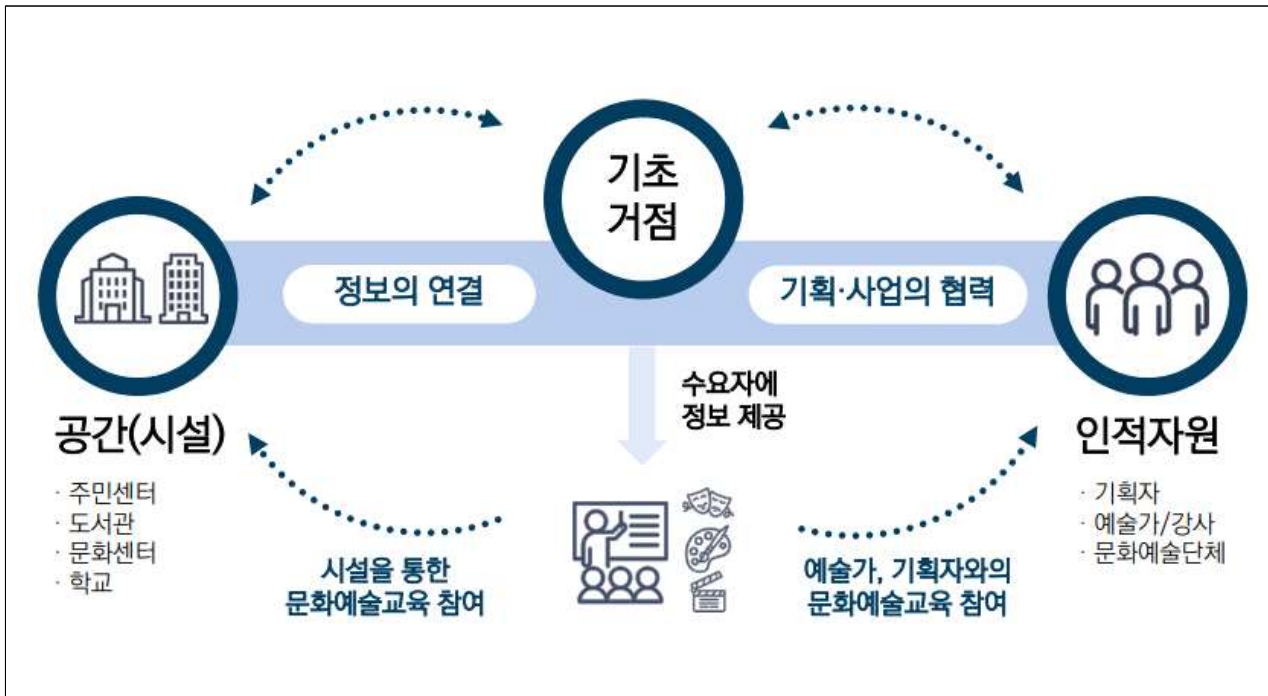 기초
거점
정보의 연결
기획·사업의 협력
수요자에
정보 제공
공간(시설)
· 주민센터
· 도서관
· 문화센터
· 학교
인적자원
· 기획자
· 예술가/강사
· 문화예술단체
시설을 통한
문화예술교육 참여
예술가, 기획자와의
문화예술교육 참여